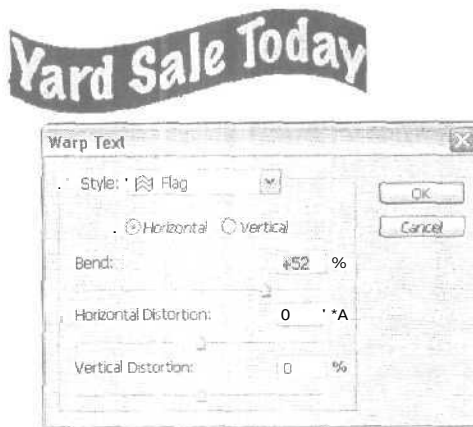 Yard Sale Today
Warp Text
Style: Flag
OK
Horizontal Vertical
Cancel
Bend: +52 %
Horizontal Distortion: 0 ' *A
Vertical Distortion: 0 %